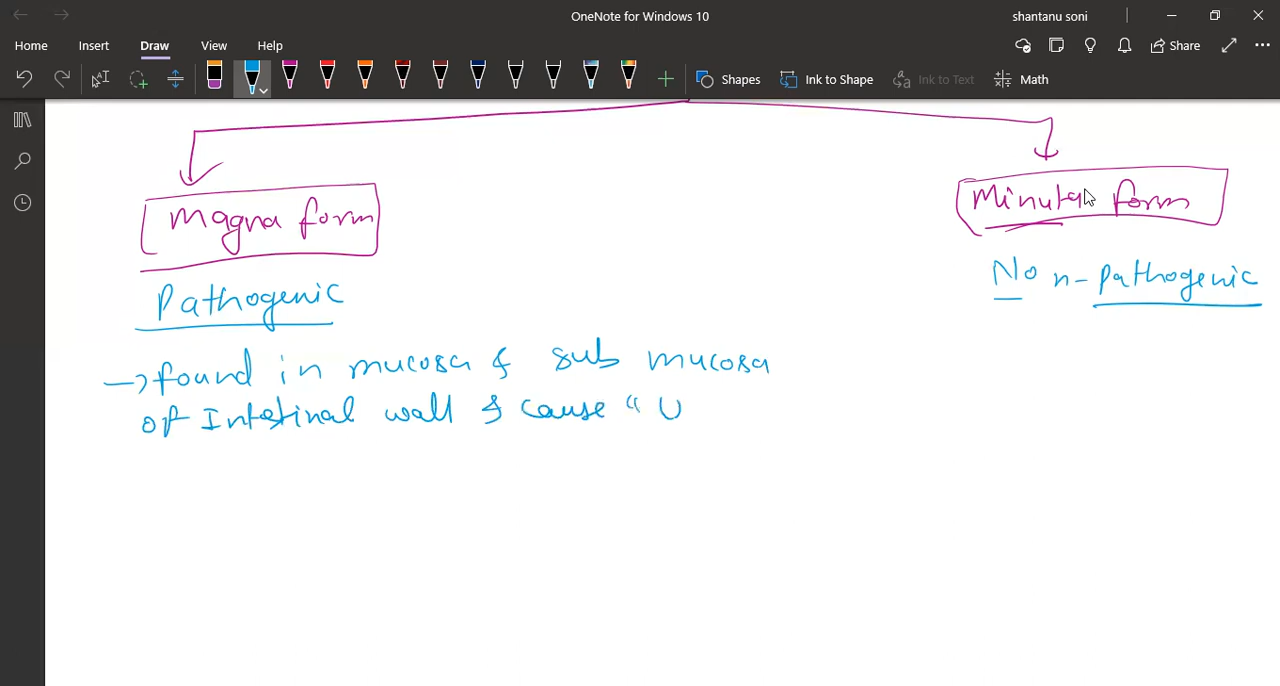 OneNote for Windows 10
shantanu soni
Home Insert Draw View Help
Share
Shapes Ink to Shape Ink to Text Math
Magna form
Minuta form
Pathogenic
Non-pathogenic
→ found in mucosa & sub mucosa
of Intestinal wall & cause "U